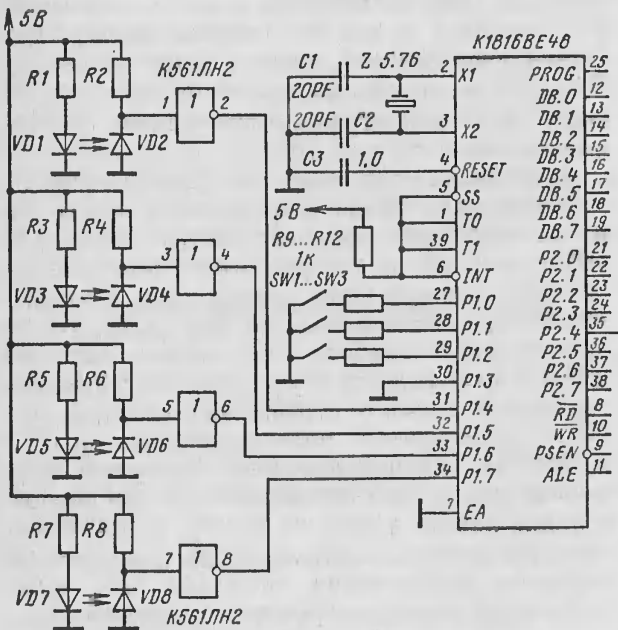 5В
R1 R2
VD1 VD2
К561ЛН2
1 1 2
R3 R4
VD3 VD4
3 1 4
R5 R6
VD5 VD6
5 1 6
R7 R8
VD7 VD8
7 1 8
К561ЛН2
C1 Z 5.76
20PF
20PF C2
C3 1.0
5В
R9...R12
1К
SW1...SW3
К1816ВЕ48
2 X1
3 X2
4 RESET
5 SS
1 T0
39 T1
6 INT
27 P1.0
28 P1.1
29 P1.2
30 P1.3
31 P1.4
32 P1.5
33 P1.6
34 P1.7
7 EA
PROG 25
DB.0 12
DB.1 13
DB.2 14
DB.3 15
DB.4 16
DB.5 17
DB.6 18
DB.7 19
P2.0 21
P2.1 22
P2.2 23
P2.3 24
P2.4 35
P2.5 36
P2.6 37
P2.7 38
RD 8
WR 10
PSEN 9
ALE 11